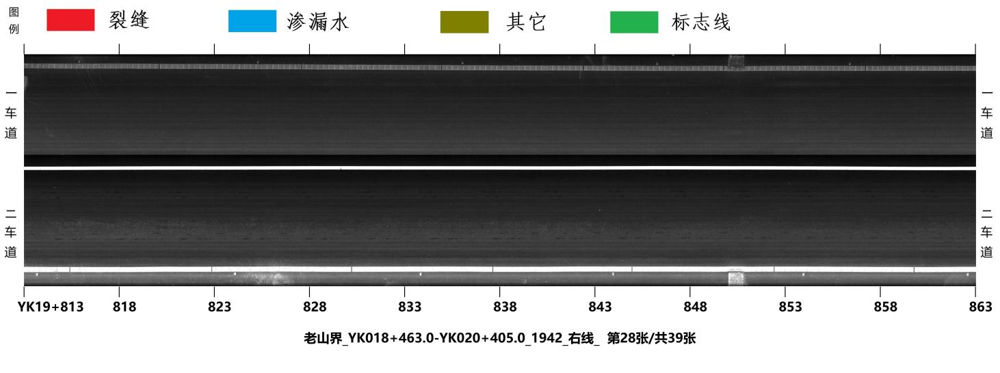 图例
裂缝 渗漏水 其它 标志线
一车道 一车道
二车道 二车道
YK19+813 818 823 828 833 838 843 848 853 858 863
老山界_YK018+463.0-YK020+405.0_1942_右线_ 第28张/共39张